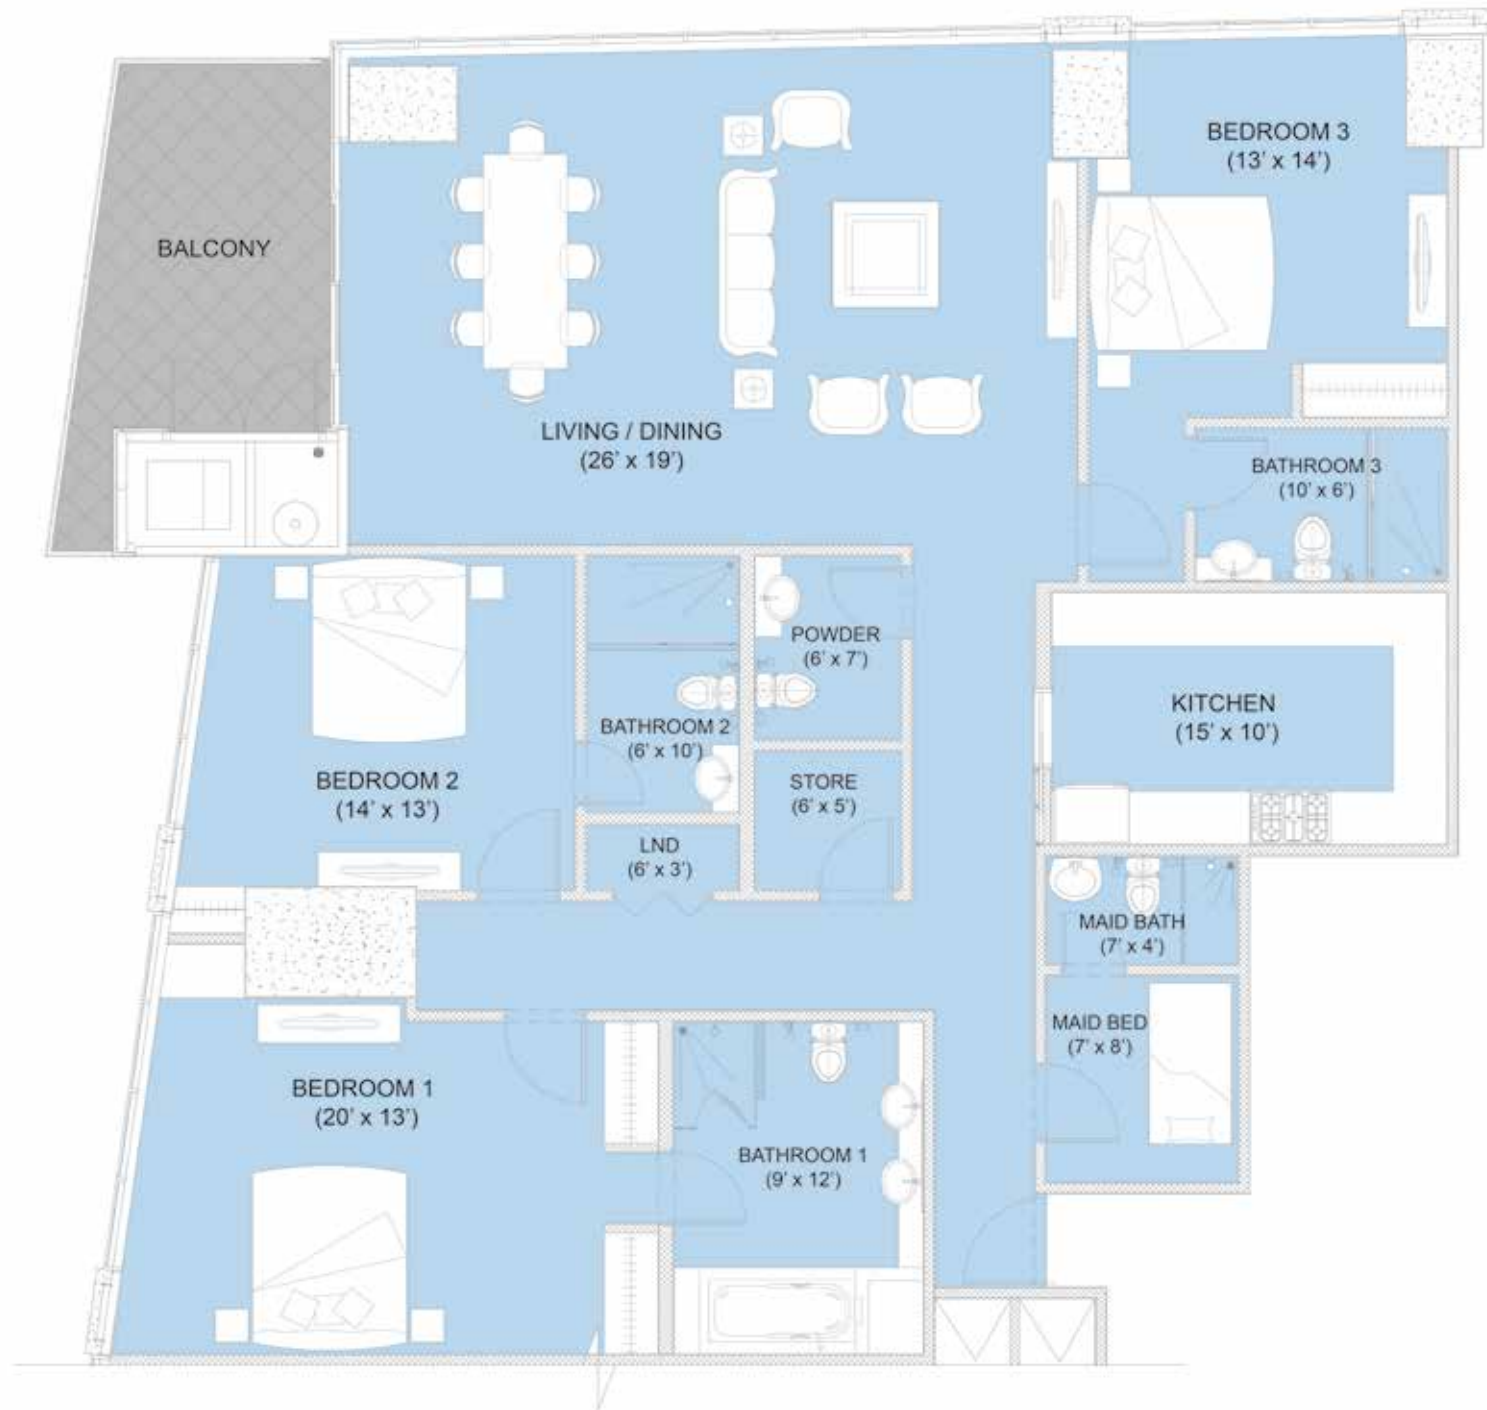 BEDROOM 3
(13’ x 14’)
BALCONY
LIVING / DINING
(26’ x 19’)
BATHROOM 3
(10’ x 6’)
POWDER
(6’ x 7’)
KITCHEN
(15’ x 10’)
BATHROOM 2
(6’ x 10’)
BEDROOM 2
(14’ x 13’)
STORE
(6’ x 5’)
LND
(6’ x 3’)
MAID BATH
(7’ x 4’)
MAID BED
(7’ x 8’)
BEDROOM 1
(20’ x 13’)
BATHROOM 1
(9’ x 12’)